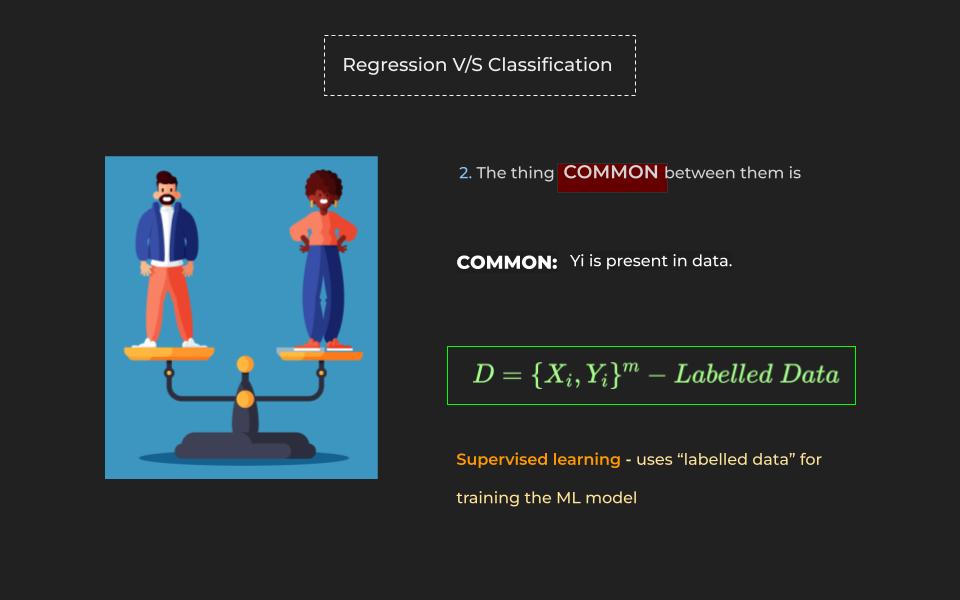 Regression V/S Classification
2. The thing COMMON between them is
COMMON: Yi is present in data.
D = {X_i, Y_i}^m − Labelled Data
Supervised learning - uses “labelled data” for
training the ML model